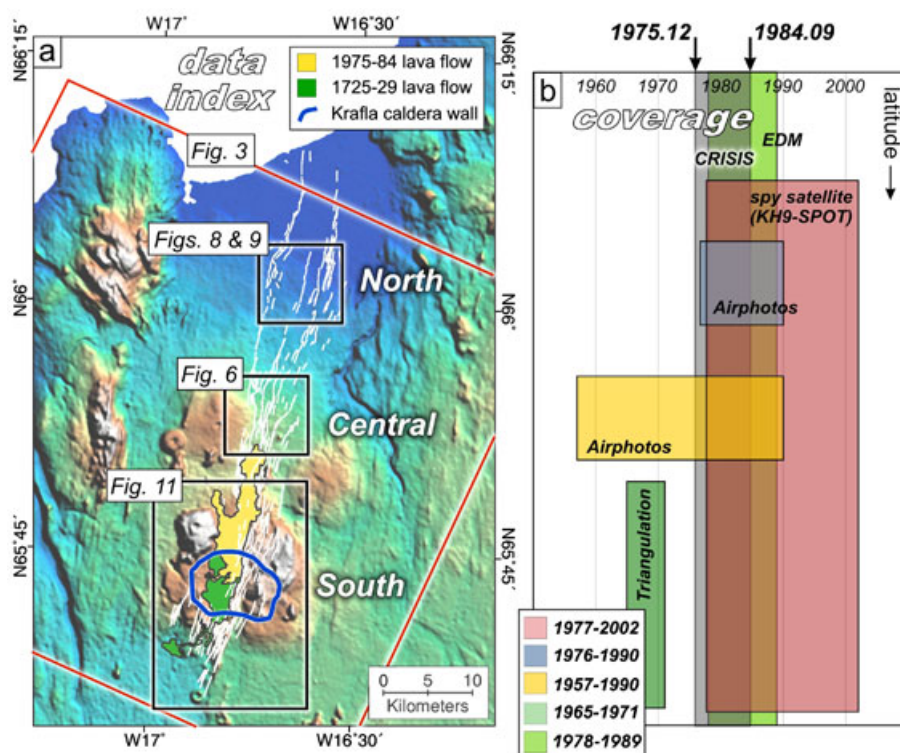 W17°
W16°30'
1975.12
1984.09
N66°15'
N66°15'
a
data
index
1975-84 lava flow
1725-29 lava flow
Krafla caldera wall
Fig. 3
Figs. 8 & 9
North
N66°
N66°
Fig. 6
Central
Fig. 11
N65°45'
N65°45'
South
0 5 10
Kilometers
W17°
W16°30'
b
1960 1970 1980 1990 2000
coverage
EDM
CRISIS
latitude
spy satellite
(KH9-SPOT)
Airphotos
Airphotos
Triangulation
1977-2002
1976-1990
1957-1990
1965-1971
1978-1989